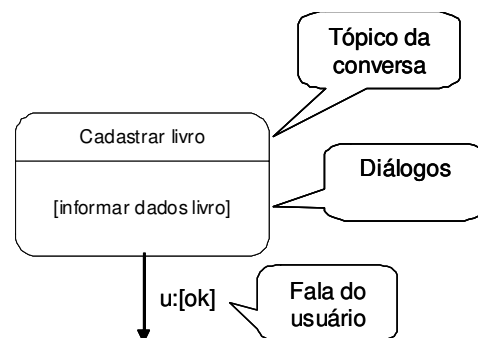 Tópico da
conversa
Cadastrar livro
Diálogos
[informar dados livro]
u:[ok]
Fala do
usuário